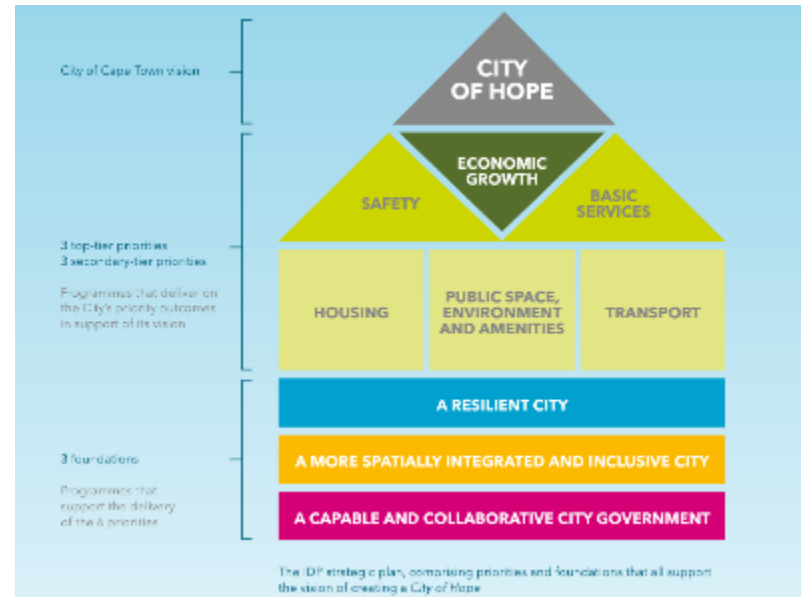 City of Cape Town vision
CITY
OF HOPE
ECONOMIC
GROWTH
SAFETY
BASIC
SERVICES
3 top-tier priorities
3 secondary-tier priorities
Programmes that deliver on
the City's priority outcomes
in support of its vision
HOUSING
PUBLIC SPACE,
ENVIRONMENT
AND AMENITIES
TRANSPORT
A RESILIENT CITY
3 foundations
A MORE SPATIALLY INTEGRATED AND INCLUSIVE CITY
Programmes that
support the delivery
of the 6 priorities
A CAPABLE AND COLLABORATIVE CITY GOVERNMENT
The IDP strategic plan, comprising priorities and foundations that all support
the vision of creating a City of Hope